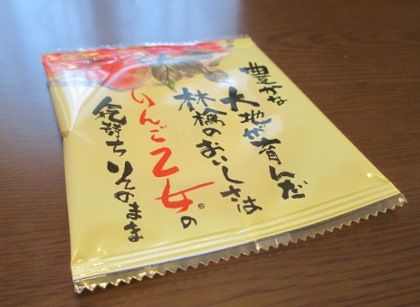 豊かな
大地が育んだ
林檎のおいしさは
りんご乙女®の
気持ちそのまま